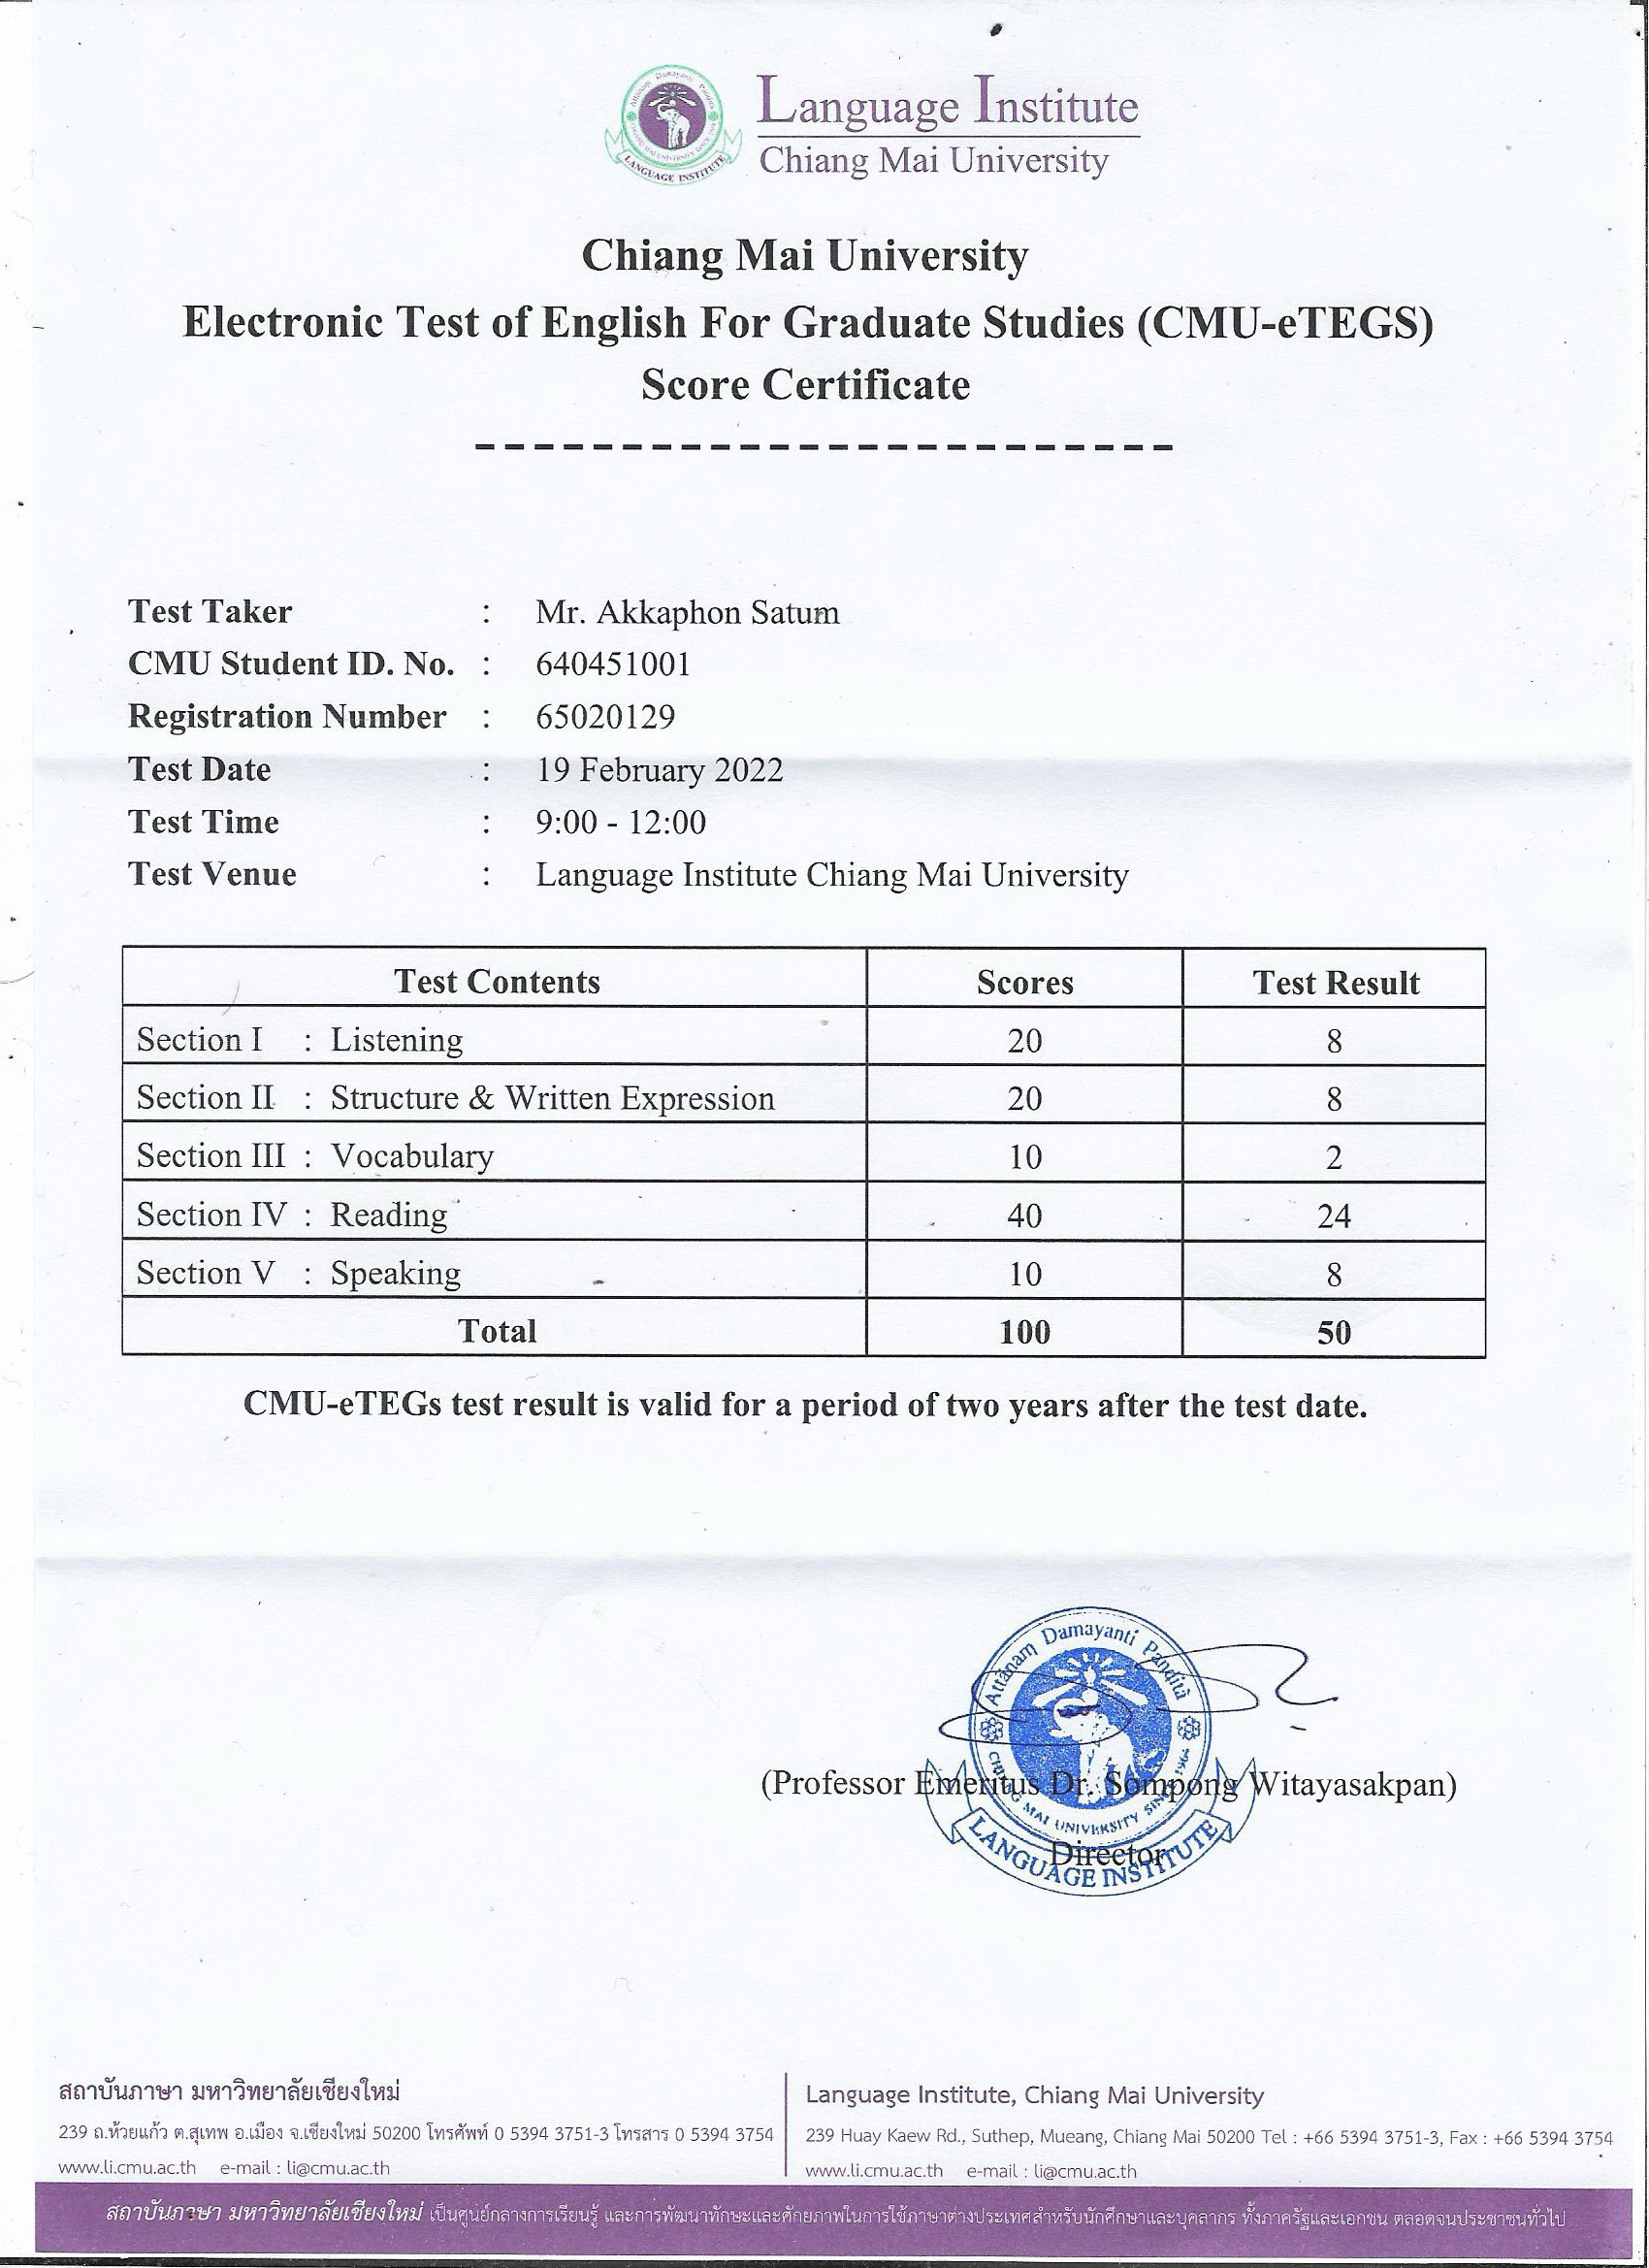 Attānam Damayanti Paṇḍitā
CHIANG MAI UNIVERSITY SINCE 1964
LANGUAGE INSTITUTE
Language Institute
Chiang Mai University
Chiang Mai University
Electronic Test of English For Graduate Studies (CMU-eTEGS)
Score Certificate
------------------------
Test Taker : Mr. Akkaphon Satum
CMU Student ID. No. : 640451001
Registration Number : 65020129
Test Date : 19 February 2022
Test Time : 9:00 - 12:00
Test Venue : Language Institute Chiang Mai University
Test Contents Scores Test Result
Section I : Listening 20 8
Section II : Structure & Written Expression 20 8
Section III : Vocabulary 10 2
Section IV : Reading 40 24
Section V : Speaking 10 8
Total 100 50
CMU-eTEGs test result is valid for a period of two years after the test date.
Attānam Damayanti Paṇḍitā
CHIANG MAI UNIVERSITY SINCE 1964
LANGUAGE INSTITUTE
(Professor Emeritus Dr. Sompong Witayasakpan)
Director
สถาบันภาษา มหาวิทยาลัยเชียงใหม่
239 ถ.ห้วยแก้ว ต.สุเทพ อ.เมือง จ.เชียงใหม่ 50200 โทรศัพท์ 0 5394 3751-3 โทรสาร 0 5394 3754
www.li.cmu.ac.th e-mail : li@cmu.ac.th
Language Institute, Chiang Mai University
239 Huay Kaew Rd., Suthep, Mueang, Chiang Mai 50200 Tel : +66 5394 3751-3, Fax : +66 5394 3754
www.li.cmu.ac.th e-mail : li@cmu.ac.th
สถาบันภาษา มหาวิทยาลัยเชียงใหม่ เป็นศูนย์กลางการเรียนรู้ และการพัฒนาทักษะและศักยภาพในการใช้ภาษาต่างประเทศสำหรับนักศึกษาและบุคลากร ทั้งภาครัฐและเอกชน ตลอดจนประชาชนทั่วไป